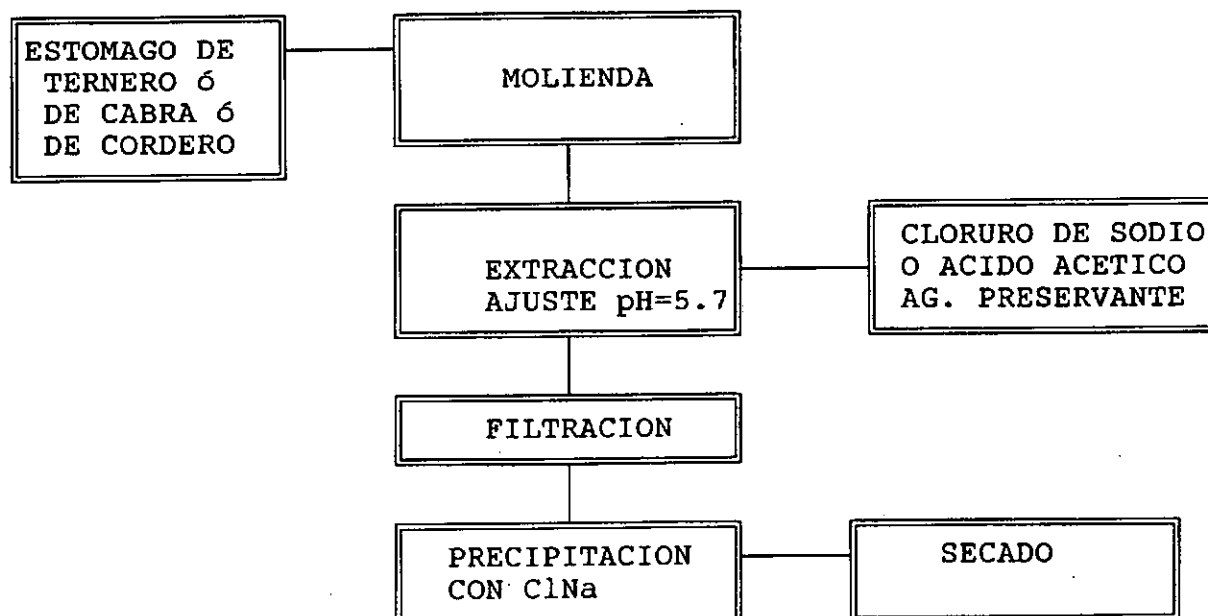 ESTOMAGO DE
TERNERO ó
DE CABRA ó
DE CORDERO
MOLIENDA
EXTRACCION
AJUSTE pH=5.7
CLORURO DE SODIO
O ACIDO ACETICO
AG. PRESERVANTE
FILTRACION
PRECIPITACION
CON ClNa
SECADO